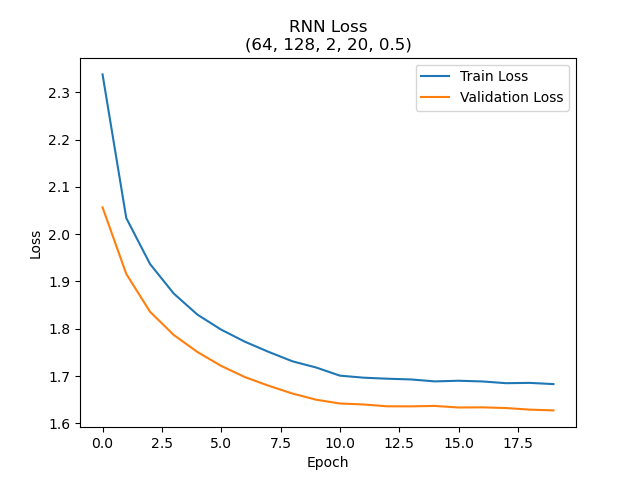 RNN Loss
(64, 128, 2, 20, 0.5)
Train Loss
Validation Loss
2.3
2.2
2.1
2.0
1.9
1.8
1.7
1.6
Loss
0.0 2.5 5.0 7.5 10.0 12.5 15.0 17.5
Epoch